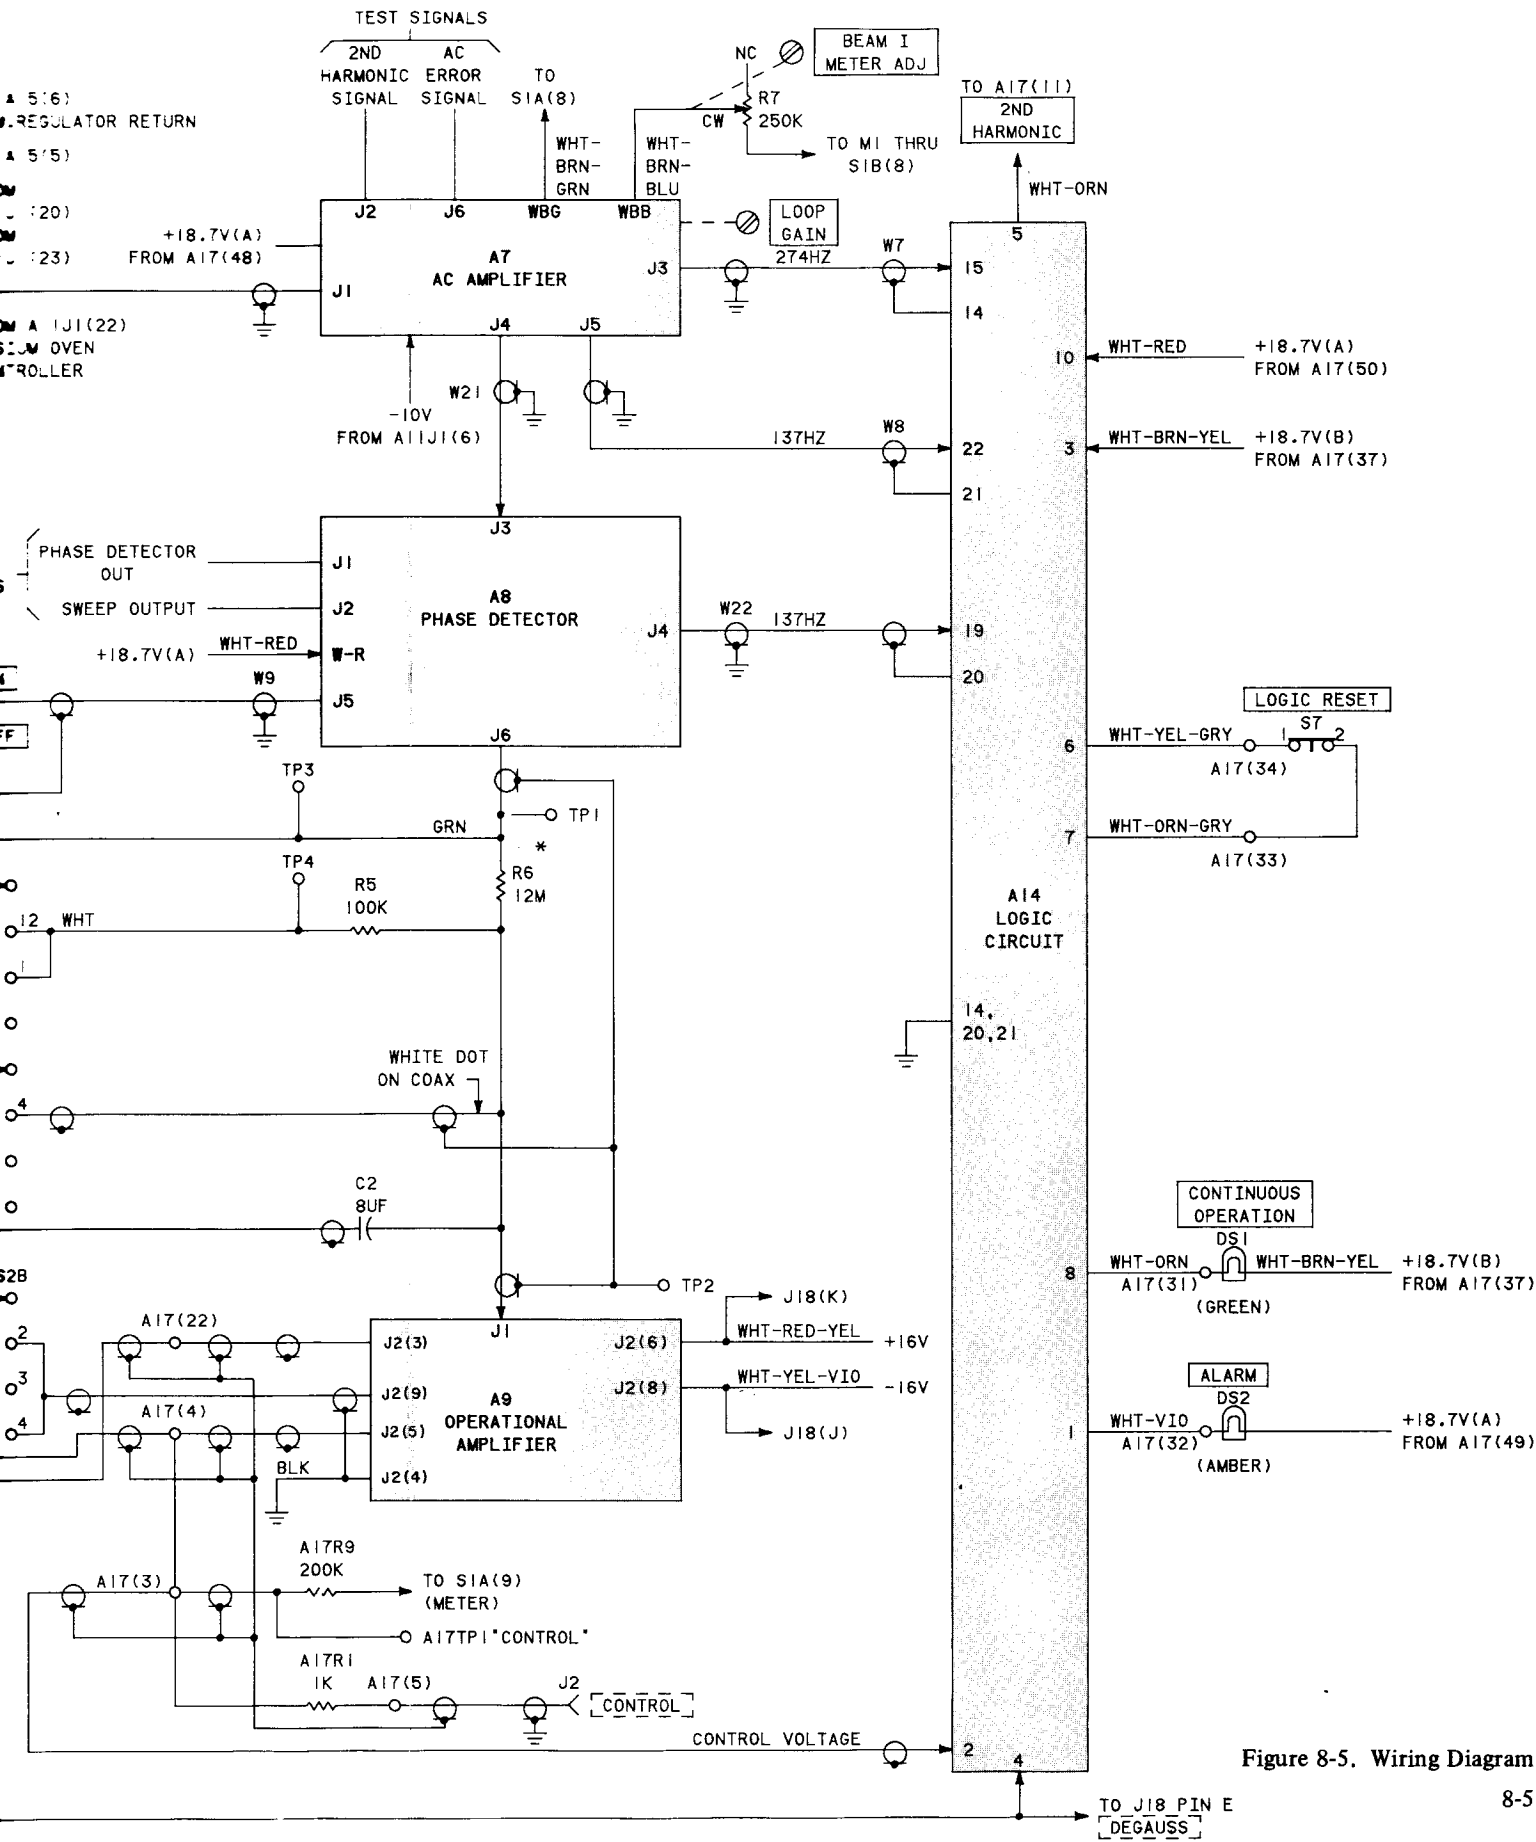 TEST SIGNALS
2ND HARMONIC SIGNAL
AC ERROR SIGNAL
TO S1A(8)
NC
BEAM I METER ADJ
R7 250K
CW
TO M1 THRU S1B(8)
TO A17(11)
2ND HARMONIC
5(6)
REGULATOR RETURN
5(5)
(20)
(23)
WHT-BRN-GRN
WHT-BRN-BLU
WHT-ORN
J2
J6
WBG
WBB
+18.7V(A)
FROM A17(48)
A7
AC AMPLIFIER
J1
J3
J4
J5
LOOP GAIN
274HZ
W7
5
15
14
A 1J1(22)
OVEN
W21
-10V
FROM A11J1(6)
10
WHT-RED
+18.7V(A)
FROM A17(50)
137HZ
W8
22
21
3
WHT-BRN-YEL
+18.7V(B)
FROM A17(37)
PHASE DETECTOR OUT
SWEEP OUTPUT
+18.7V(A)
WHT-RED
J3
J1
J2
W-R
J5
A8
PHASE DETECTOR
J4
J6
W22
137HZ
19
20
W9
TP3
TP1
GRN
*
R6
12M
TP4
R5
100K
12
WHT
1
LOGIC RESET
S7
1
2
6
WHT-YEL-GRY
A17(34)
7
WHT-ORN-GRY
A17(33)
A14
LOGIC
CIRCUIT
14,
20,21
WHITE DOT
ON COAX
4
C2
8UF
TP2
CONTINUOUS
OPERATION
DS1
8
WHT-ORN
A17(31)
(GREEN)
WHT-BRN-YEL
+18.7V(B)
FROM A17(37)
S2B
2
3
4
A17(22)
A17(4)
BLK
J1
J2(3)
J2(9)
J2(5)
J2(4)
A9
OPERATIONAL
AMPLIFIER
J2(6)
J2(8)
J18(K)
WHT-RED-YEL
+16V
WHT-YEL-VIO
-16V
J18(J)
ALARM
DS2
1
WHT-VIO
A17(32)
(AMBER)
+18.7V(A)
FROM A17(49)
A17R9
200K
A17(3)
TO S1A(9)
(METER)
A17TP1"CONTROL"
A17R1
1K
A17(5)
J2
CONTROL
CONTROL VOLTAGE
2
4
TO J18 PIN E
DEGAUSS
Figure 8-5. Wiring Diagram
8-5